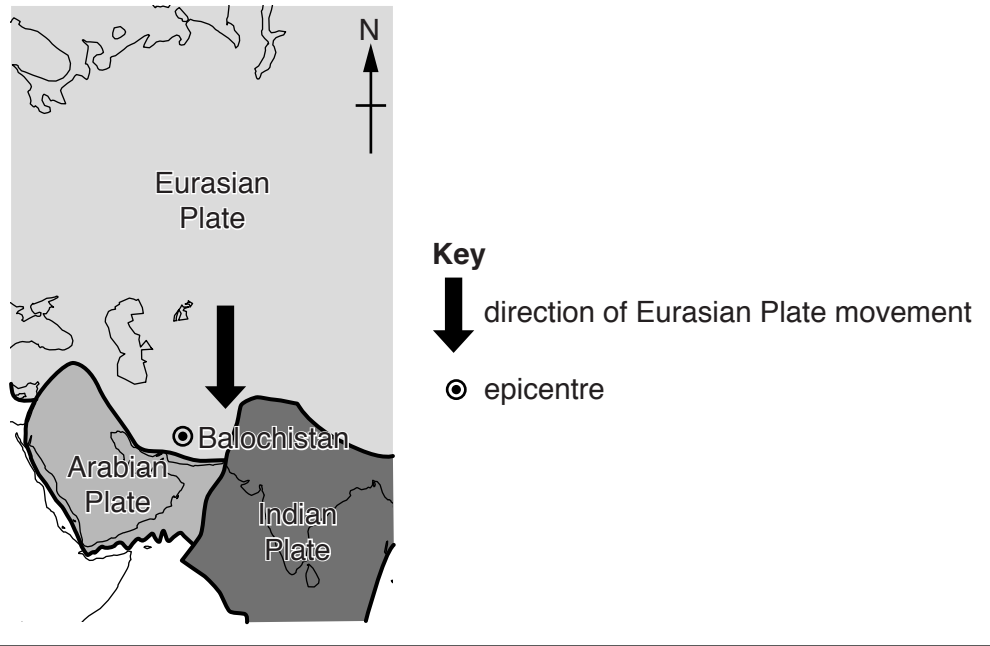 N
Eurasian
Plate
Key
direction of Eurasian Plate movement
epicentre
Balochistan
Arabian
Plate
Indian
Plate